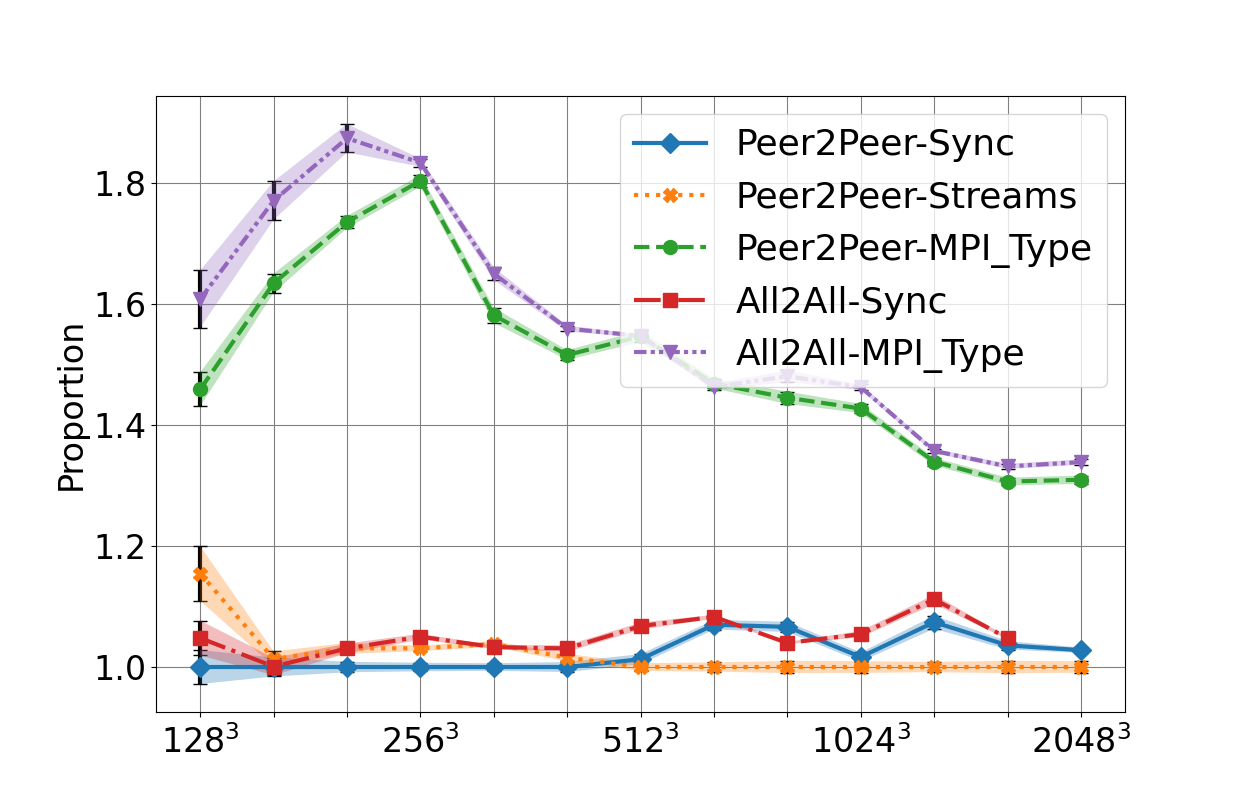 Peer2Peer-Sync
Peer2Peer-Streams
Peer2Peer-MPI_Type
All2All-Sync
All2All-MPI_Type
Proportion
1.8
1.6
1.4
1.2
1.0
128³
256³
512³
1024³
2048³